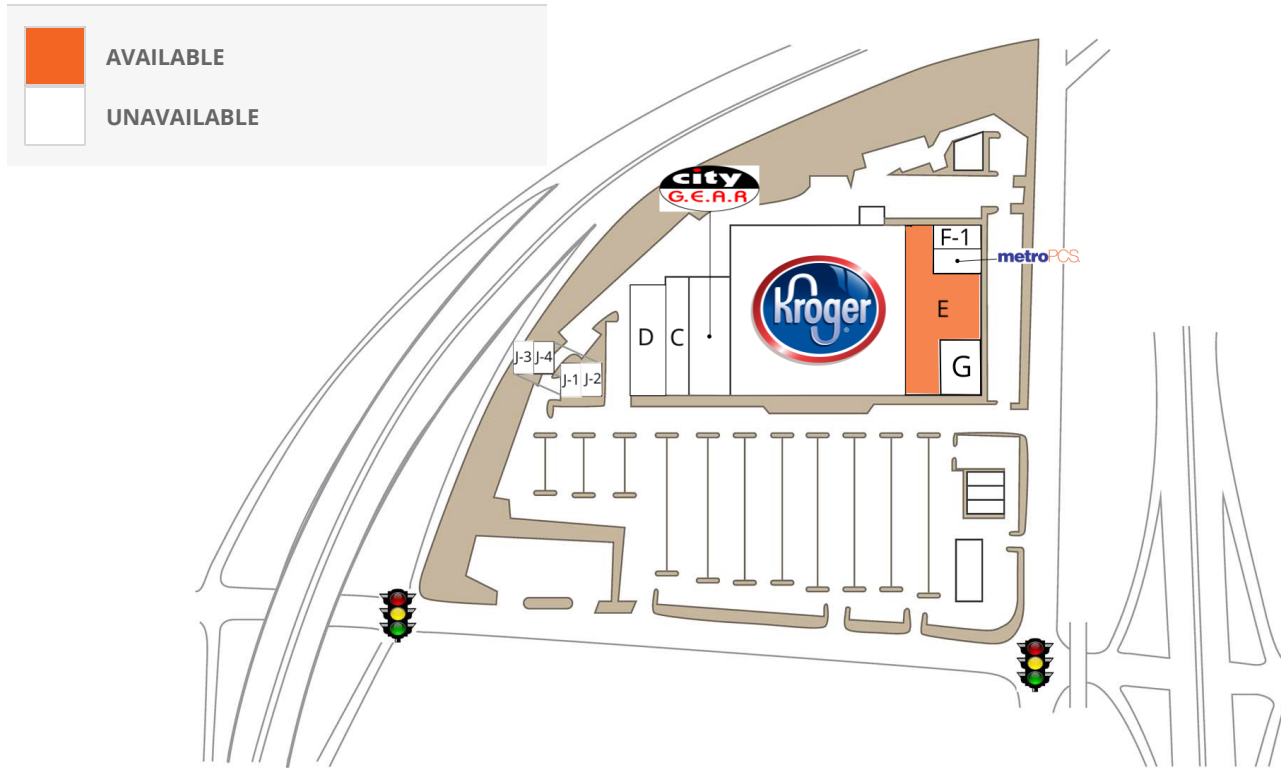 AVAILABLE
UNAVAILABLE
city
G.E.A.R
Kroger
F-1
metroPCS.
E
D
C
G
J-3
J-4
J-1
J-2